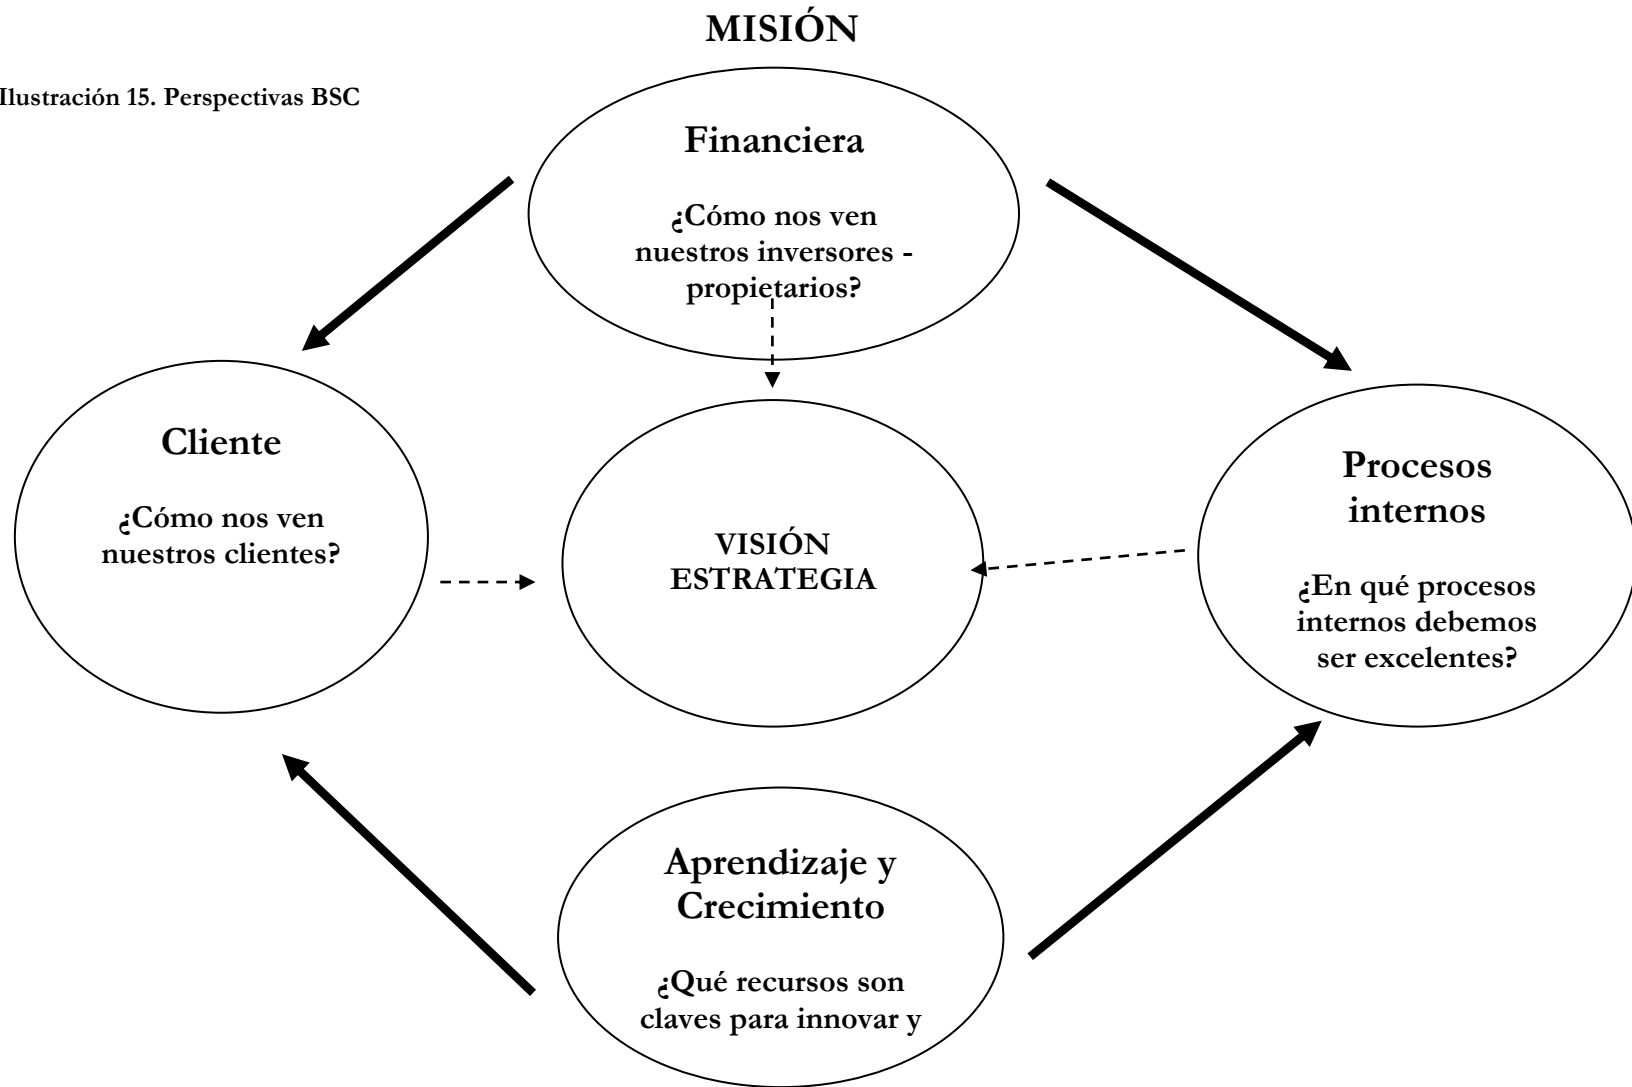 MISIÓN
Ilustración 15. Perspectivas BSC
Financiera
¿Cómo nos ven
nuestros inversores -
propietarios?
Cliente
¿Cómo nos ven
nuestros clientes?
VISIÓN
ESTRATEGIA
Procesos
internos
¿En qué procesos
internos debemos
ser excelentes?
Aprendizaje y
Crecimiento
¿Qué recursos son
claves para innovar y